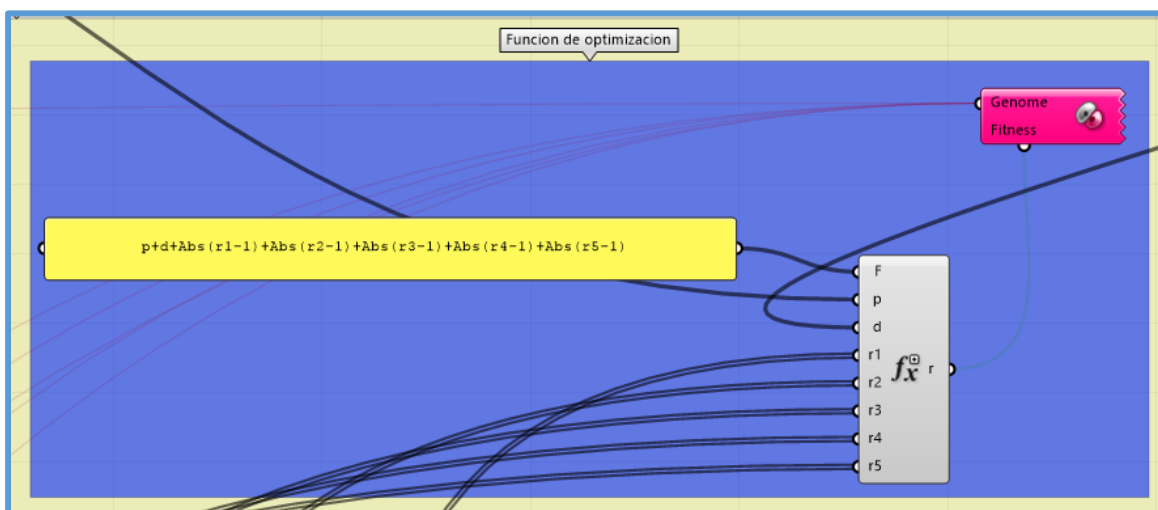 Funcion de optimizacion
Genome
Fitness
p+d+Abs(r1-1)+Abs(r2-1)+Abs(r3-1)+Abs(r4-1)+Abs(r5-1)
F
p
d
r1
r2
r3
r4
r5
fx
r